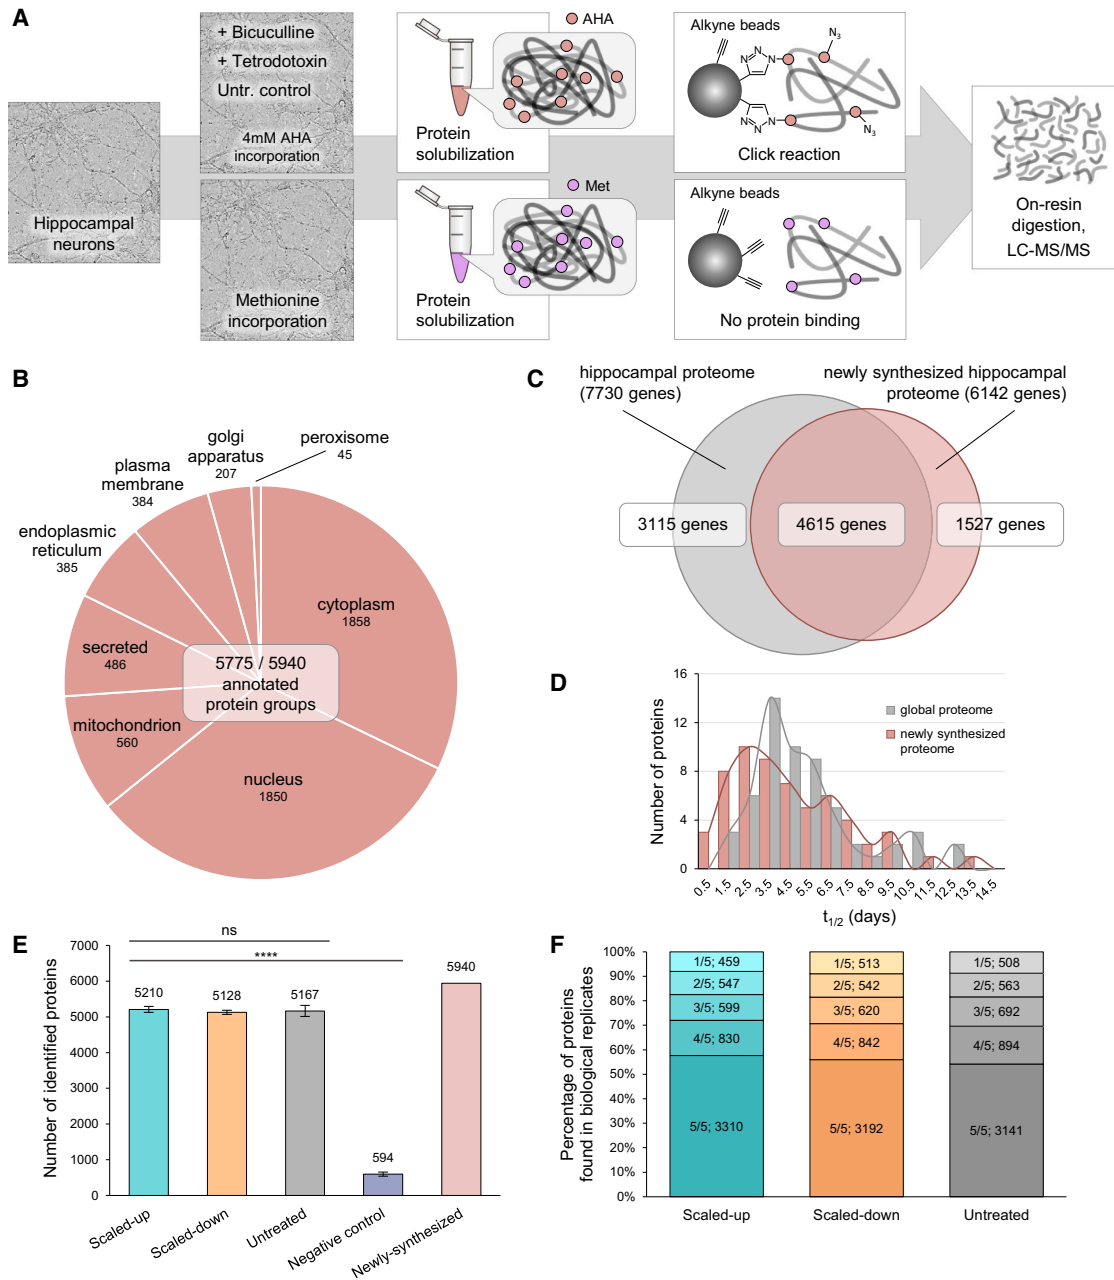 A
+ Bicuculline
+ Tetrodotoxin
Untr. control
4mM AHA
incorporation
Hippocampal
neurons
Methionine
incorporation
AHA
Protein
solubilization
Met
Protein
solubilization
Alkyne beads
N
N
N
N
N
N
N3
N3
Click reaction
Alkyne beads
No protein binding
On-resin
digestion,
LC-MS/MS
B
peroxisome
45
golgi
apparatus
207
plasma
membrane
384
endoplasmic
reticulum
385
secreted
486
mitochondrion
560
nucleus
1850
cytoplasm
1858
5775 / 5940
annotated
protein groups
C
hippocampal proteome
(7730 genes)
newly synthesized hippocampal
proteome (6142 genes)
3115 genes
4615 genes
1527 genes
D
Number of proteins
16
12
8
4
0
global proteome
newly synthesized
proteome
0.5
1.5
2.5
3.5
4.5
5.5
6.5
7.5
8.5
9.5
10.5
11.5
12.5
13.5
14.5
t1/2 (days)
E
Number of identified proteins
7000
6000
5000
4000
3000
2000
1000
0
ns
****
5210
5128
5167
594
5940
Scaled-up
Scaled-down
Untreated
Negative control
Newly-synthesized
F
Percentage of proteins
found in biological replicates
100%
90%
80%
70%
60%
50%
40%
30%
20%
10%
0%
1/5; 459
2/5; 547
3/5; 599
4/5; 830
5/5; 3310
1/5; 513
2/5; 542
3/5; 620
4/5; 842
5/5; 3192
1/5; 508
2/5; 563
3/5; 692
4/5; 894
5/5; 3141
Scaled-up
Scaled-down
Untreated